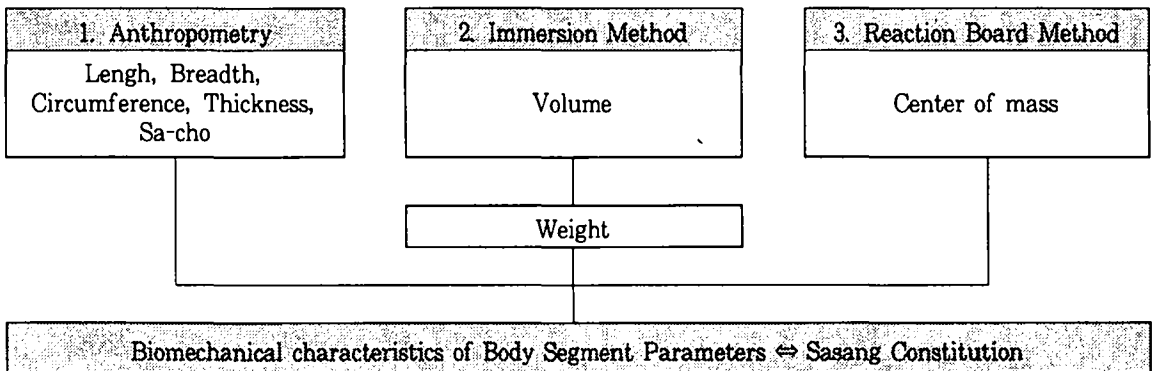 1. Anthropometry
Lengh, Breadth,
Circumference, Thickness,
Sa-cho
2. Immersion Method
Volume
Weight
3. Reaction Board Method
Center of mass
Biomechanical characteristics of Body Segment Parameters ⇔ Sasang Constitution